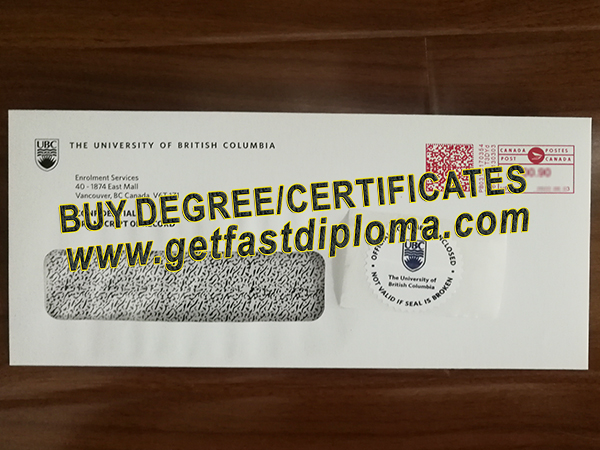 UBC
THE UNIVERSITY OF BRITISH COLUMBIA
CANADA POSTES
POST CANADA
Enrolment Services
40 - 1874 East Mall
Vancouver, BC Canada
BUY DEGREE/CERTIFICATES
www.getfastdiploma.com
UBC
The University of
British Columbia
NOT VALID IF SEAL IS BROKEN